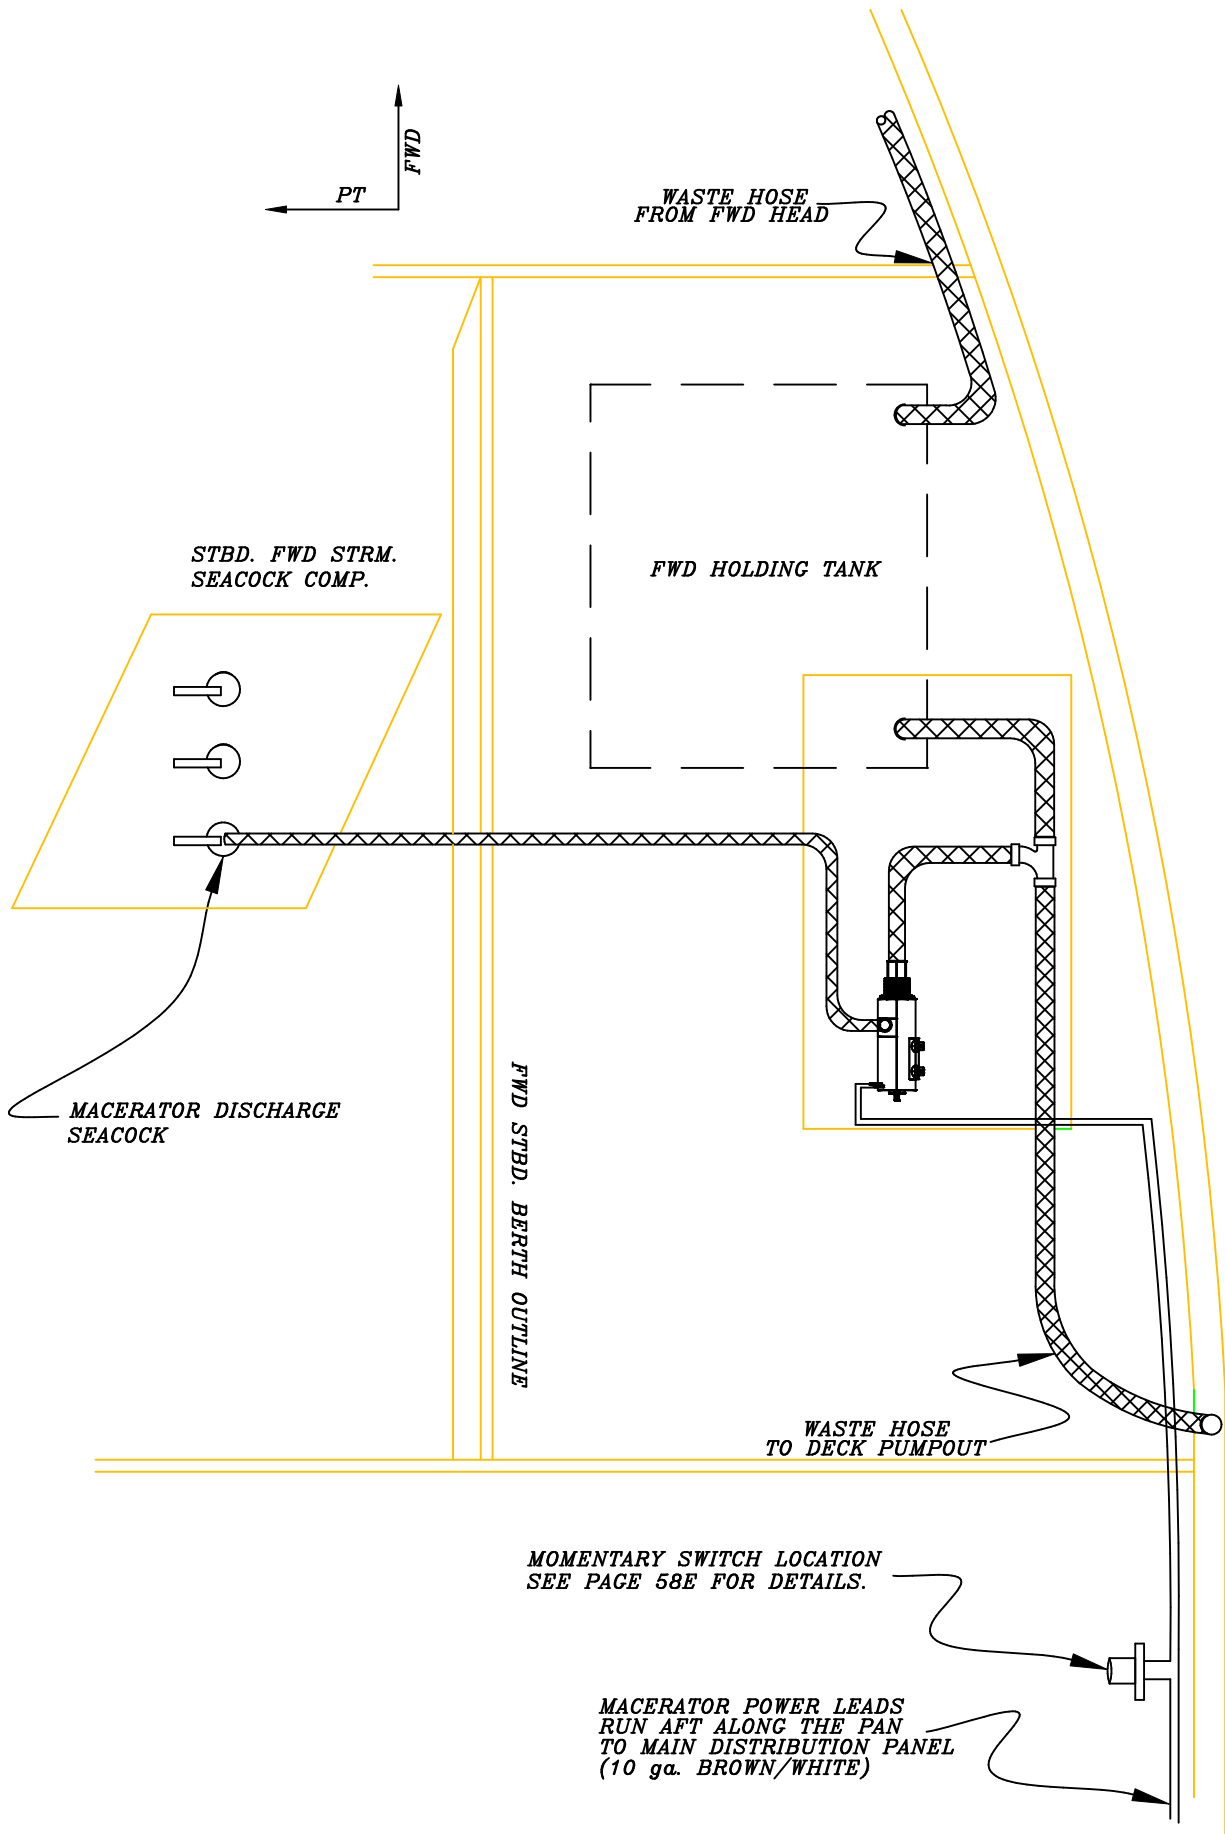 FWD
PT
WASTE HOSE
FROM FWD HEAD
STBD. FWD STRM.
SEACOCK COMP.
FWD HOLDING TANK
MACERATOR DISCHARGE
SEACOCK
FWD STBD. BERTH OUTLINE
WASTE HOSE
TO DECK PUMPOUT
MOMENTARY SWITCH LOCATION
SEE PAGE 58E FOR DETAILS.
MACERATOR POWER LEADS
RUN AFT ALONG THE PAN
TO MAIN DISTRIBUTION PANEL
(10 ga. BROWN/WHITE)